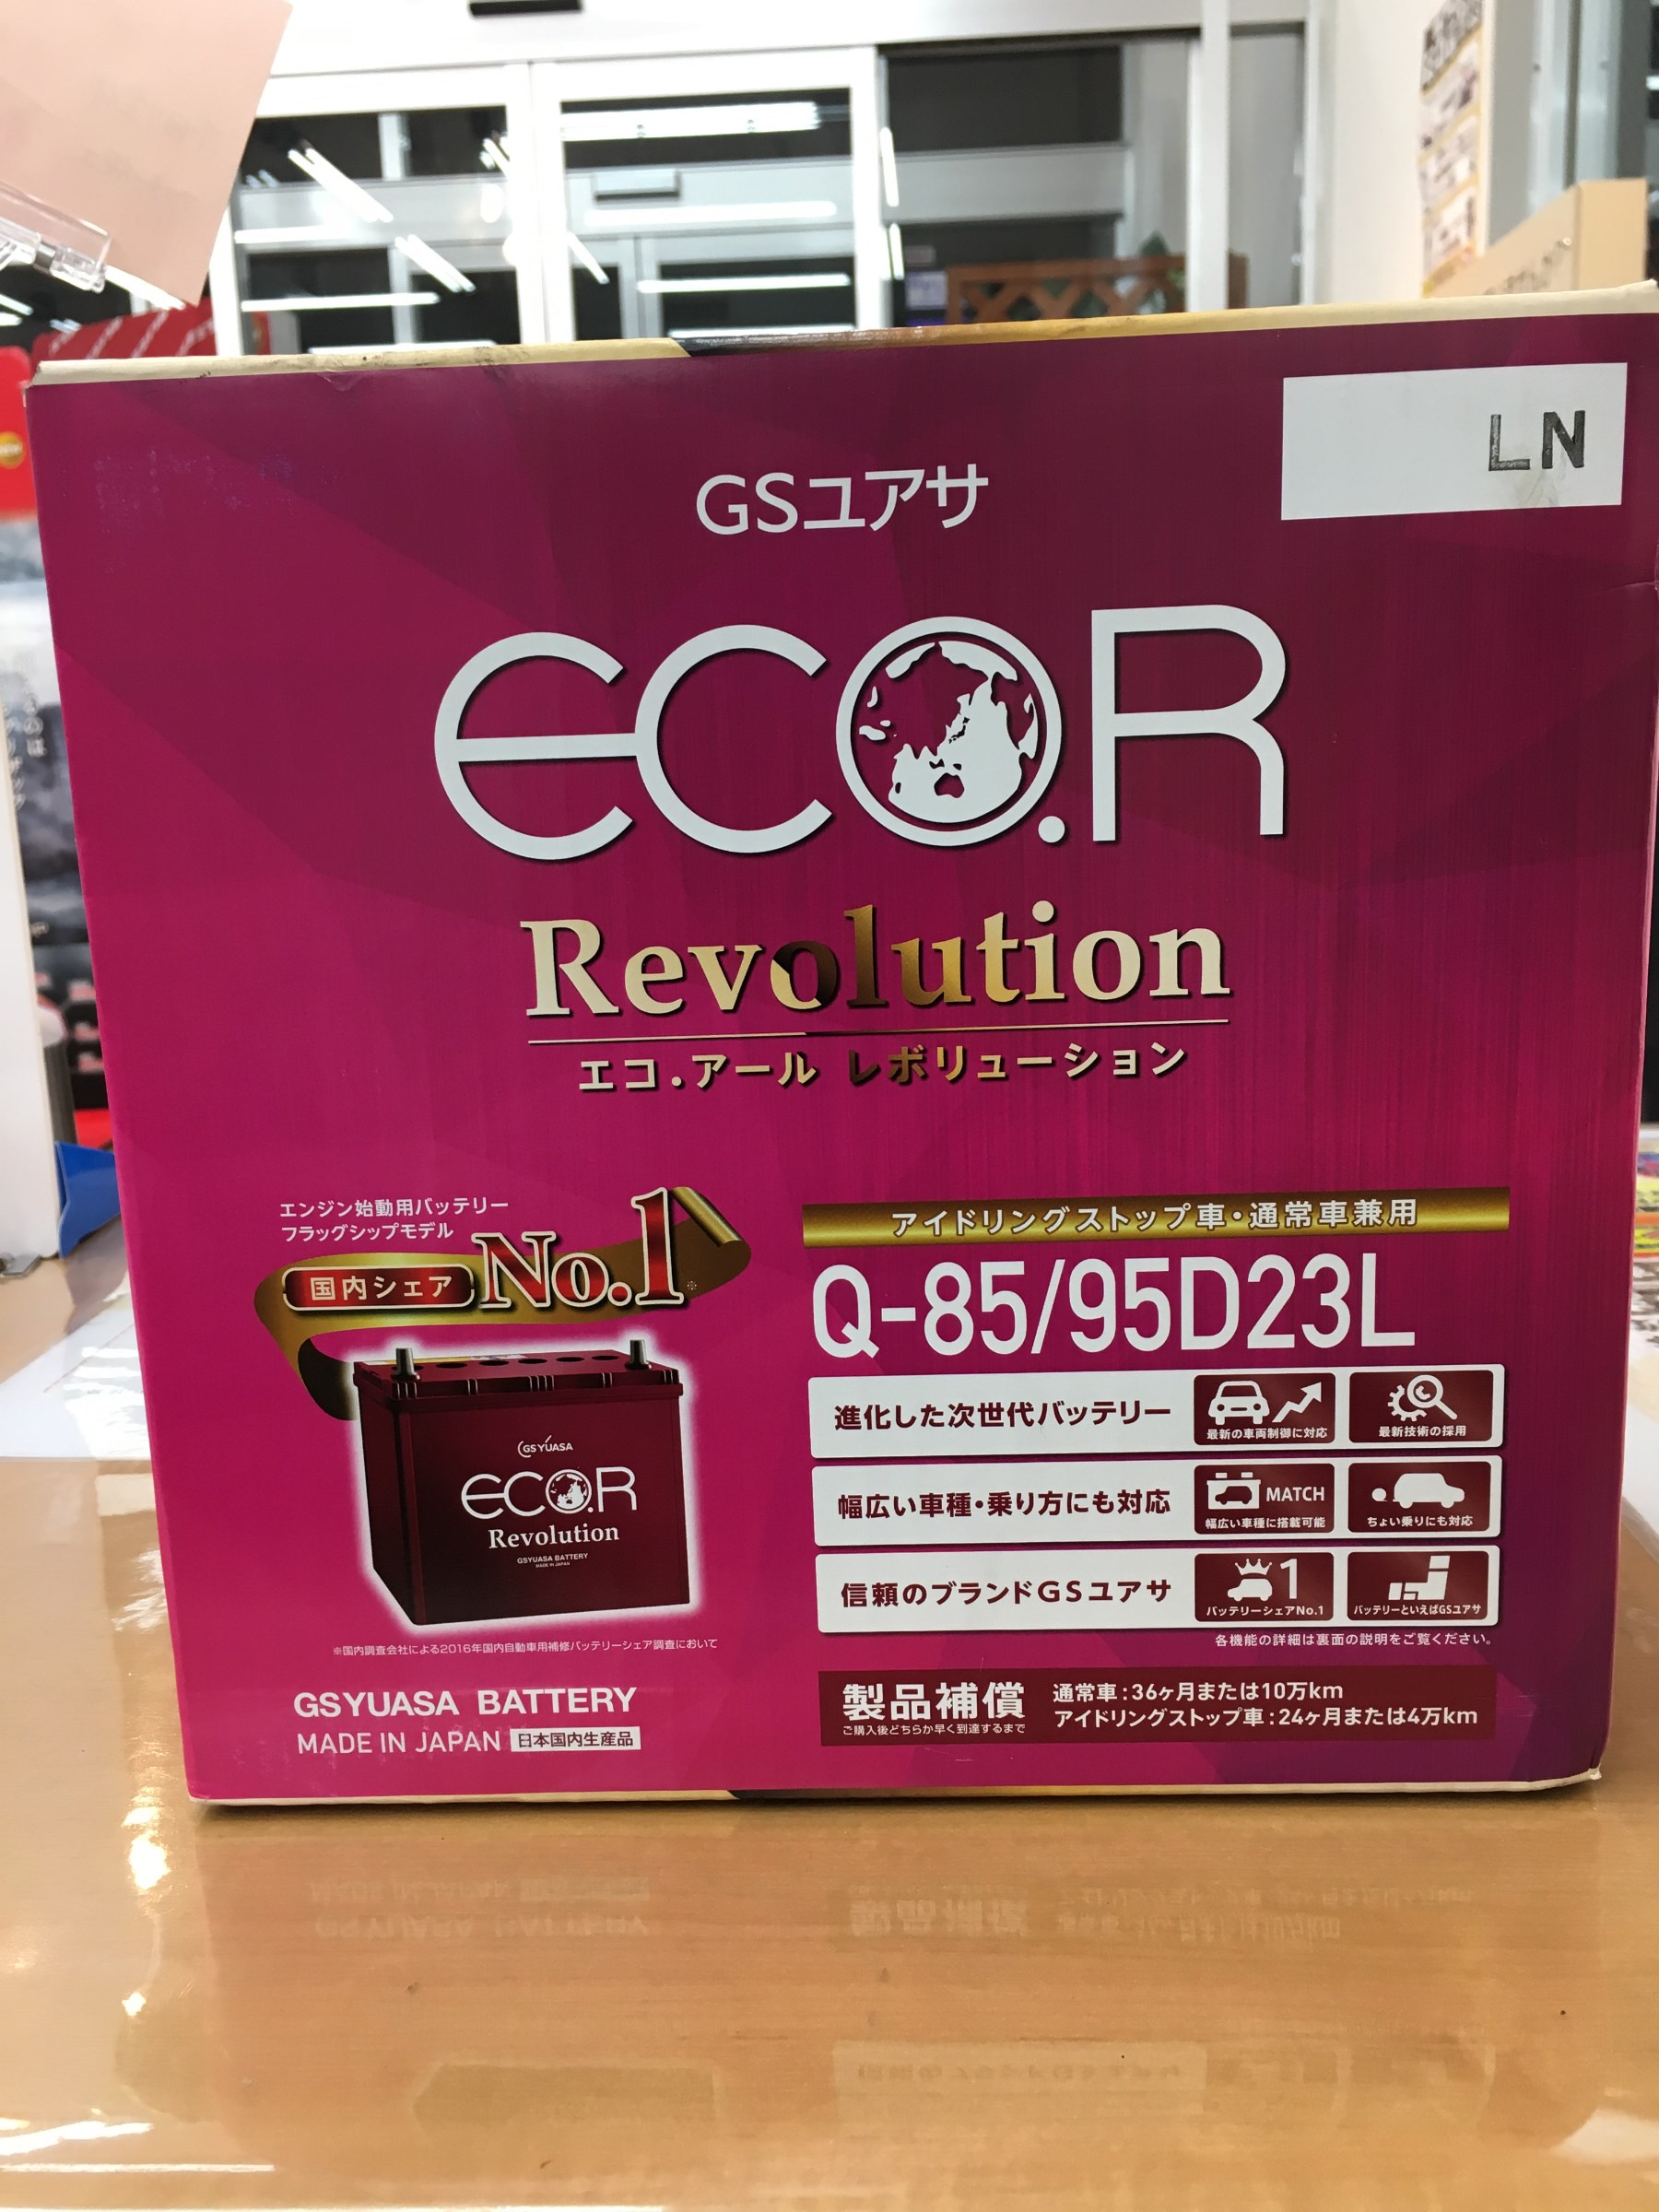 LN
GSユアサ
eco.R
Revolution
エコ.アール レボリューション
エンジン始動用バッテリー
フラッグシップモデル
国内シェア No.1※
GS YUASA
eco.R
Revolution
GSYUASA BATTERY
MADE IN JAPAN
※国内調査会社による2016年国内自動車用補修バッテリーシェア調査において
GSYUASA BATTERY
MADE IN JAPAN 日本国内生産品
アイドリングストップ車・通常車兼用
Q-85/95D23L
進化した次世代バッテリー
最新の車両制御に対応
最新技術の採用
幅広い車種・乗り方にも対応
MATCH
幅広い車種に搭載可能
ちょい乗りにも対応
信頼のブランドGSユアサ
1
バッテリーシェアNo.1
バッテリーといえばGSユアサ
各機能の詳細は裏面の説明をご覧ください。
製品補償
ご購入後どちらか早く到達するまで
通常車:36ヶ月または10万km
アイドリングストップ車:24ヶ月または4万km